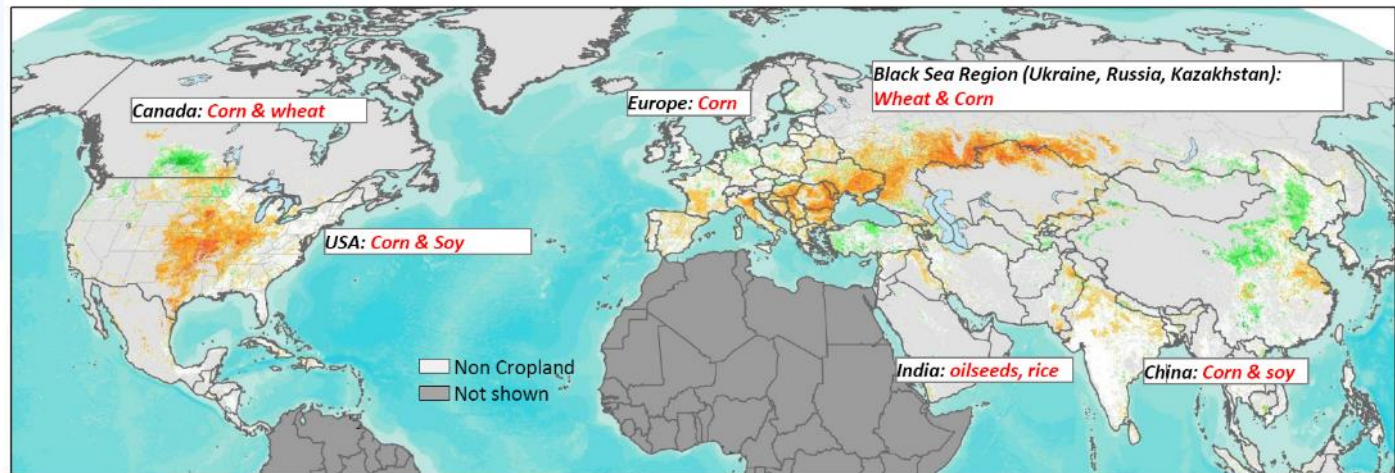 Black Sea Region (Ukraine, Russia, Kazakhstan):
Wheat & Corn
Canada: Corn & wheat
Europe: Corn
USA: Corn & Soy
Non Cropland
Not shown
India: oilseeds, rice
China: Corn & soy